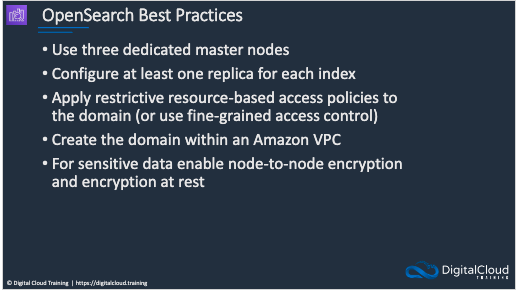 OpenSearch Best Practices
• Use three dedicated master nodes
• Configure at least one replica for each index
• Apply restrictive resource-based access policies to
the domain (or use fine-grained access control)
• Create the domain within an Amazon VPC
• For sensitive data enable node-to-node encryption
and encryption at rest
DigitalCloud
TRAINING
© Digital Cloud Training | https://digitalcloud.training